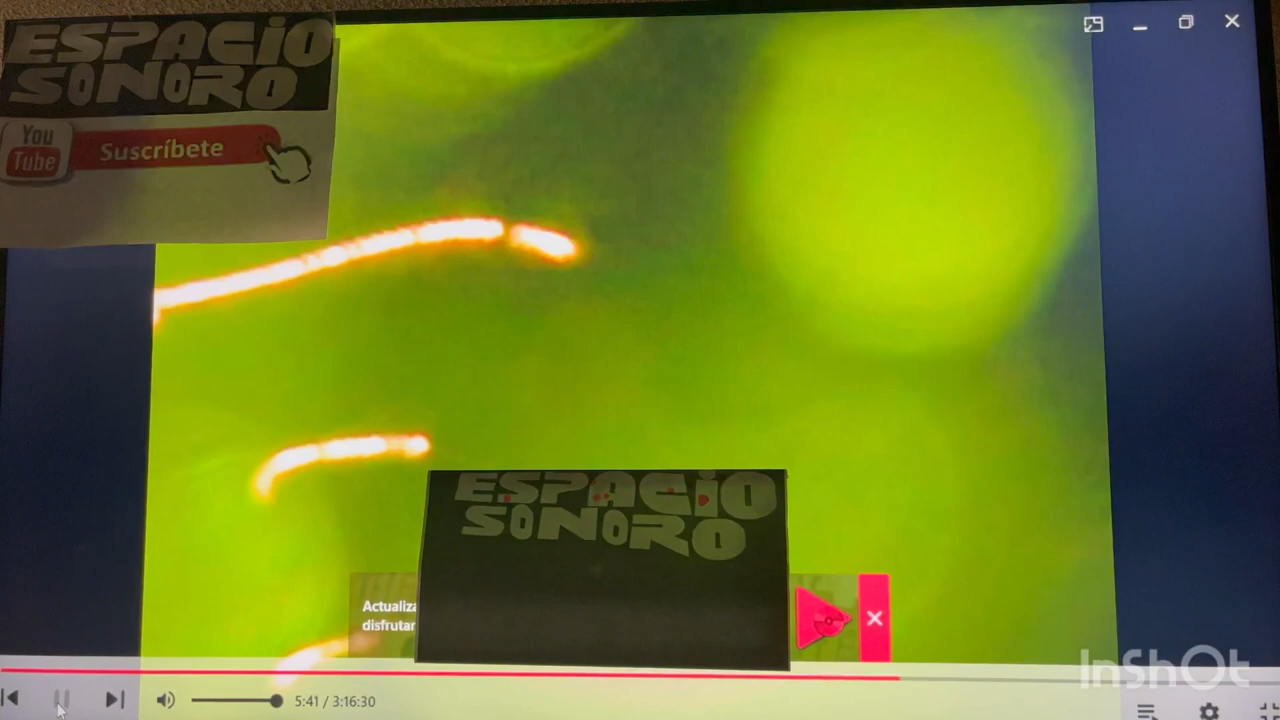 ESPACIO
SONORO
You
Tube
Suscríbete
ESPACIO
SONORO
Actualiza
disfrutar
5:41 / 3:16:30
InShOt